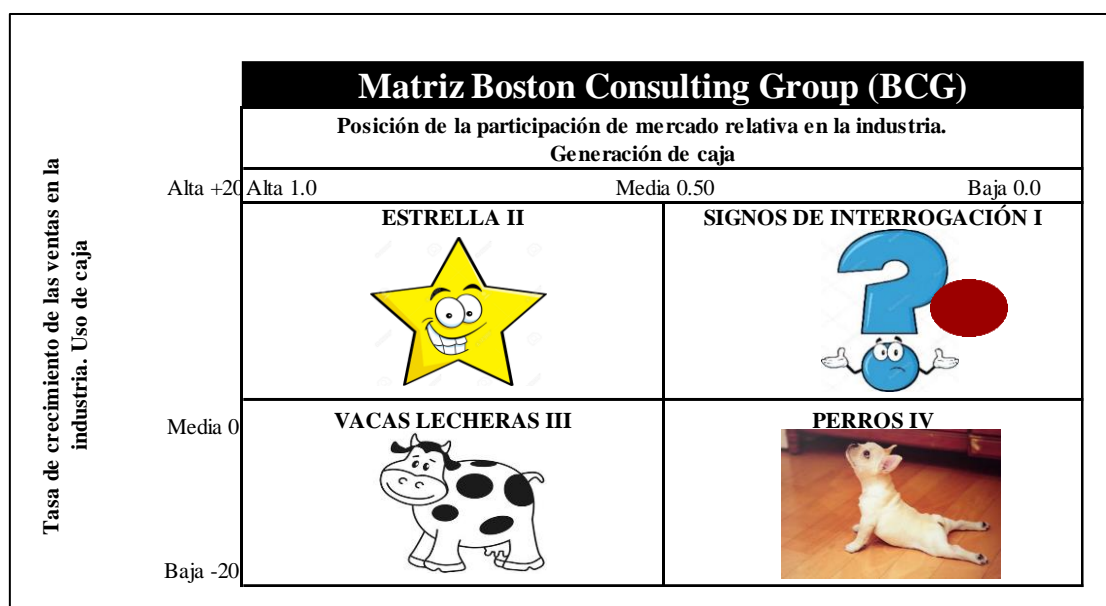 Matriz Boston Consulting Group (BCG)
Posición de la participación de mercado relativa en la industria.
Generación de caja
Alta +20 Alta 1.0 Media 0.50 Baja 0.0
Tasa de crecimiento de las ventas en la
industria. Uso de caja
ESTRELLA II SIGNOS DE INTERROGACIÓN I
Media 0 VACAS LECHERAS III PERROS IV
Baja -20